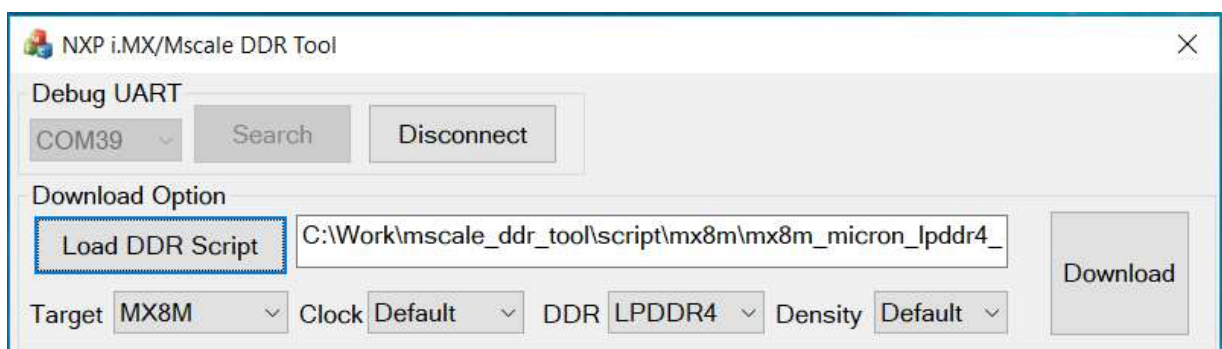 NXP i.MX/Mscale DDR Tool
Debug UART
COM39 Search Disconnect
Download Option
Load DDR Script C:\Work\mscale_ddr_tool\script\mx8m\mx8m_micron_lpddr4_
Download
Target MX8M Clock Default DDR LPDDR4 Density Default